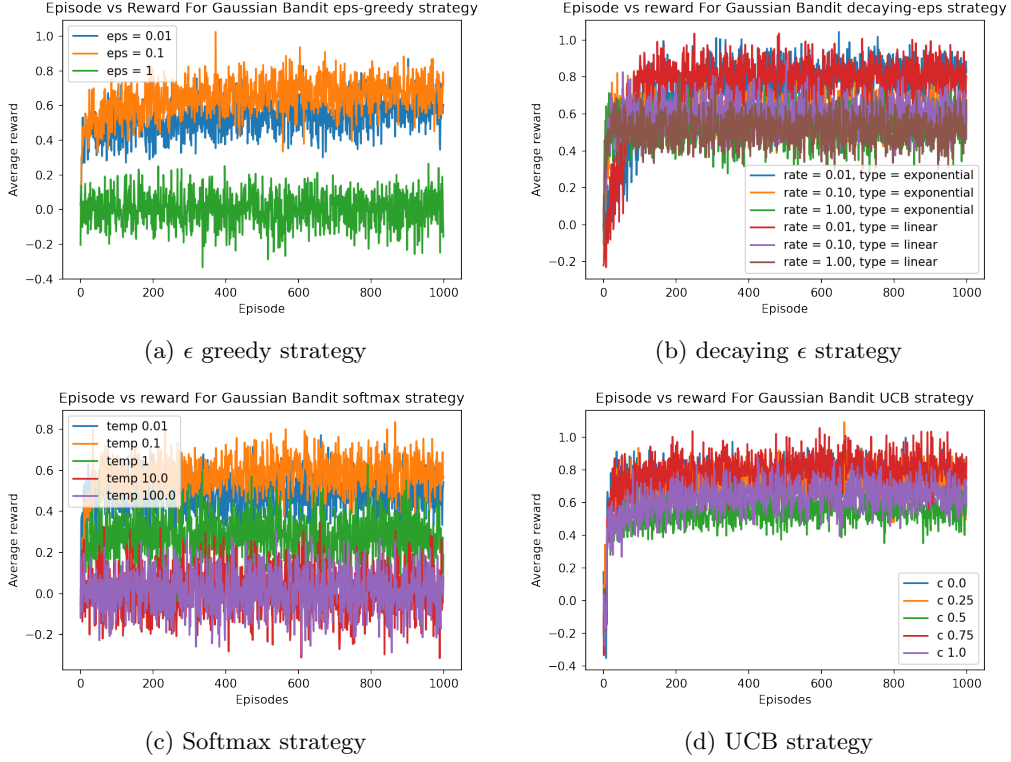 Episode vs Reward For Gaussian Bandit eps-greedy strategy
Average reward
1.0
0.8
0.6
0.4
0.2
0.0
−0.2
−0.4
eps = 0.01
eps = 0.1
eps = 1
0 200 400 600 800 1000
Episode
(a) ϵ greedy strategy
Episode vs reward For Gaussian Bandit decaying-eps strategy
Average reward
1.0
0.8
0.6
0.4
0.2
0.0
−0.2
rate = 0.01, type = exponential
rate = 0.10, type = exponential
rate = 1.00, type = exponential
rate = 0.01, type = linear
rate = 0.10, type = linear
rate = 1.00, type = linear
0 200 400 600 800 1000
Episode
(b) decaying ϵ strategy
Episode vs reward For Gaussian Bandit softmax strategy
Average reward
0.8
0.6
0.4
0.2
0.0
−0.2
temp 0.01
temp 0.1
temp 1
temp 10.0
temp 100.0
0 200 400 600 800 1000
Episodes
(c) Softmax strategy
Episode vs reward For Gaussian Bandit UCB strategy
Average reward
1.0
0.8
0.6
0.4
0.2
0.0
−0.2
−0.4
c 0.0
c 0.25
c 0.5
c 0.75
c 1.0
0 200 400 600 800 1000
Episodes
(d) UCB strategy